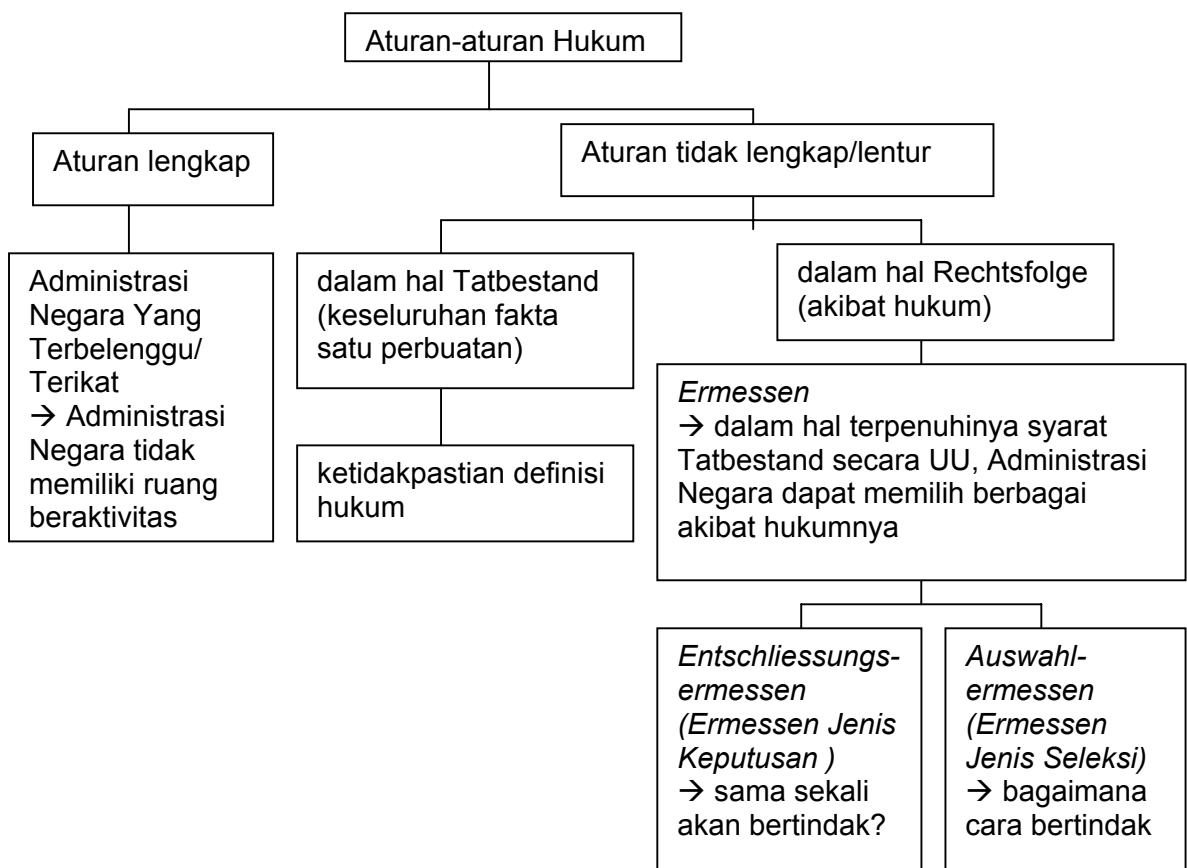 Aturan-aturan Hukum
Aturan lengkap
Aturan tidak lengkap/lentur
Administrasi
Negara Yang
Terbelenggu/
Terikat
→ Administrasi
Negara tidak
memiliki ruang
beraktivitas
dalam hal Tatbestand
(keseluruhan fakta
satu perbuatan)
ketidakpastian definisi
hukum
dalam hal Rechtsfolge
(akibat hukum)
Ermessen
→ dalam hal terpenuhinya syarat
Tatbestand secara UU, Administrasi
Negara dapat memilih berbagai
akibat hukumnya
Entschliessungs-
ermessen
(Ermessen Jenis
Keputusan )
→ sama sekali
akan bertindak?
Auswahl-
ermessen
(Ermessen
Jenis Seleksi)
→ bagaimana
cara bertindak